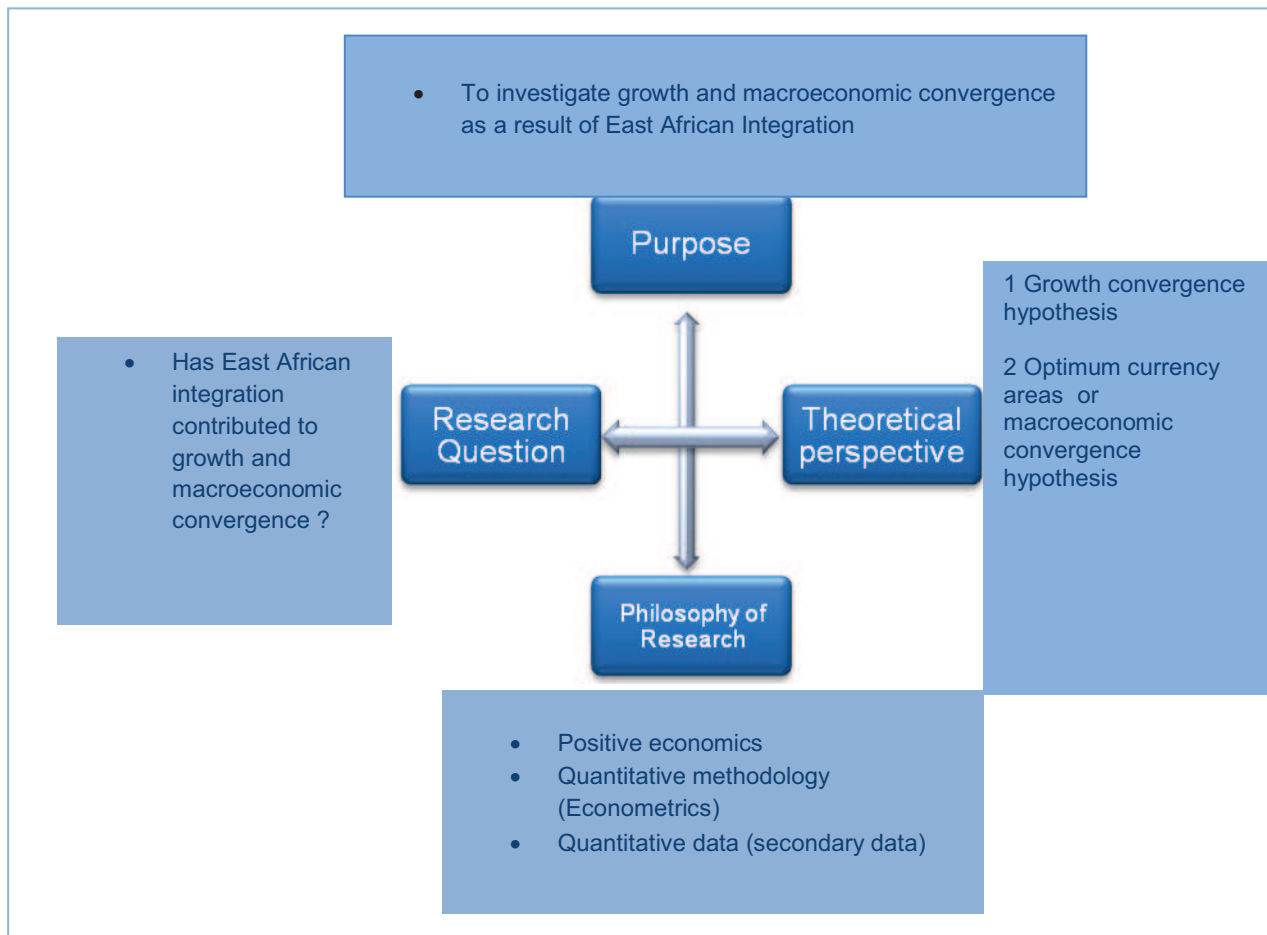 • To investigate growth and macroeconomic convergence
as a result of East African Integration
Purpose
• Has East African
integration
contributed to
growth and
macroeconomic
convergence ?
Research
Question
Theoretical
perspective
1 Growth convergence
hypothesis
2 Optimum currency
areas or
macroeconomic
convergence
hypothesis
Philosophy of
Research
• Positive economics
• Quantitative methodology
(Econometrics)
• Quantitative data (secondary data)